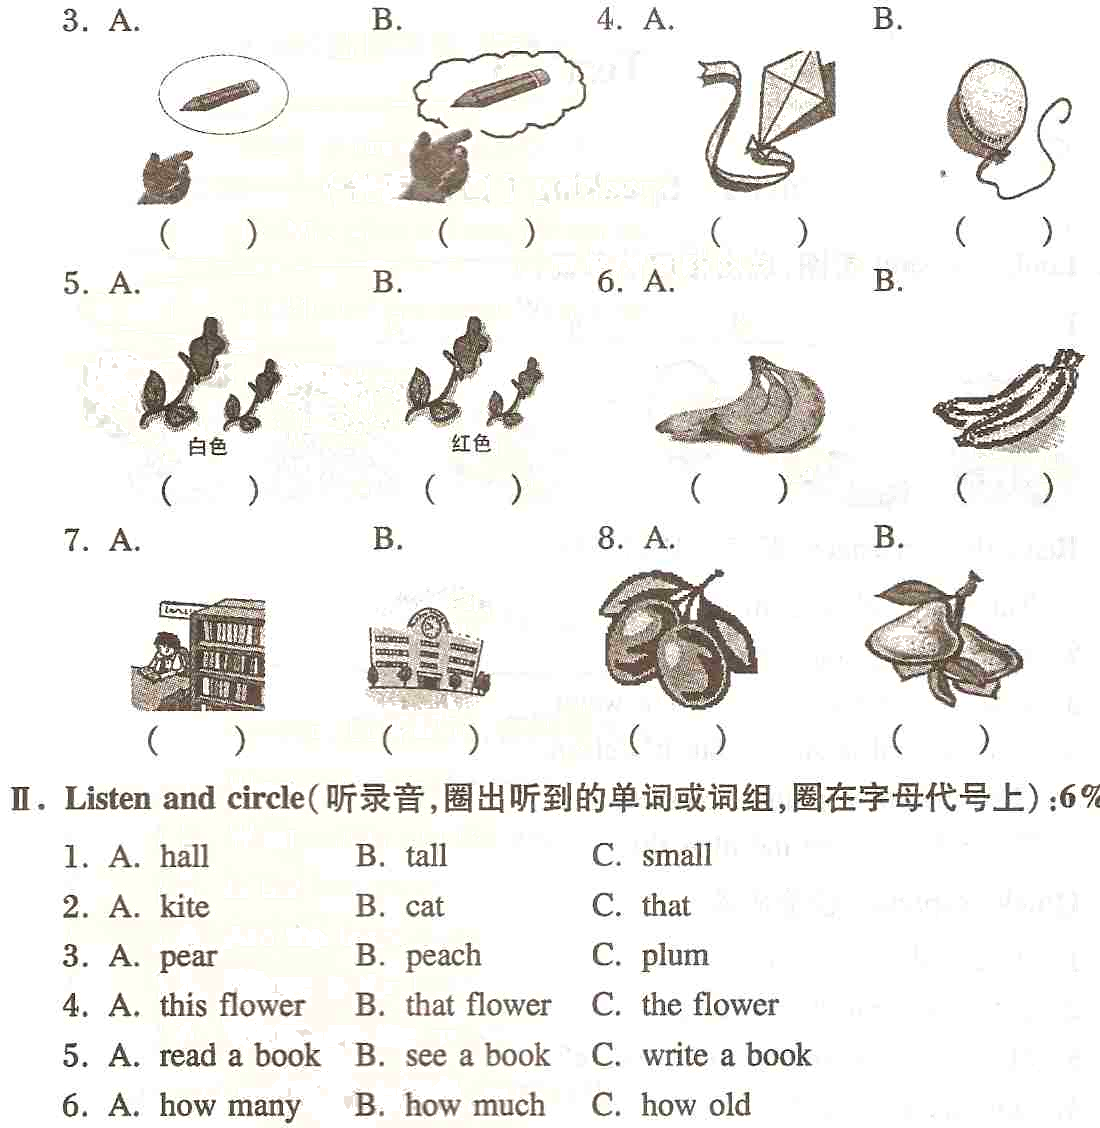 3. A. B. 4. A. B.
( ) ( ) ( ) ( )
5. A. B. 6. A. B.
白色 红色
( ) ( ) ( ) ( )
7. A. B. 8. A. B.
( ) ( ) ( ) ( )
Ⅱ. Listen and circle(听录音,圈出听到的单词或词组,圈在字母代号上):6%
1. A. hall B. tall C. small
2. A. kite B. cat C. that
3. A. pear B. peach C. plum
4. A. this flower B. that flower C. the flower
5. A. read a book B. see a book C. write a book
6. A. how many B. how much C. how old